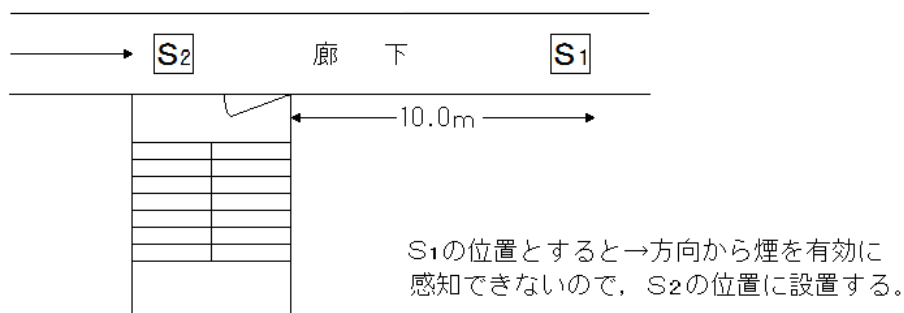 S2 廊 下 S1
10.0m
S1の位置とすると→方向から煙を有効に
感知できないので，S2の位置に設置する。